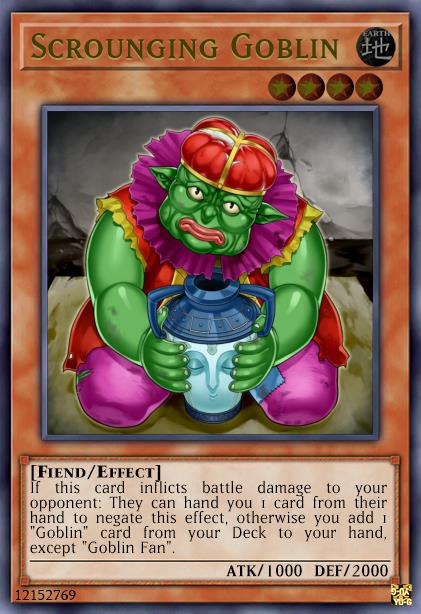 SCROUNGING GOBLIN
EARTH
地
[FIEND/EFFECT]
If this card inflicts battle damage to your
opponent: They can hand you 1 card from their
hand to negate this effect, otherwise you add 1
"Goblin" card from your Deck to your hand,
except "Goblin Fan".
ATK/1000 DEF/2000
12152769